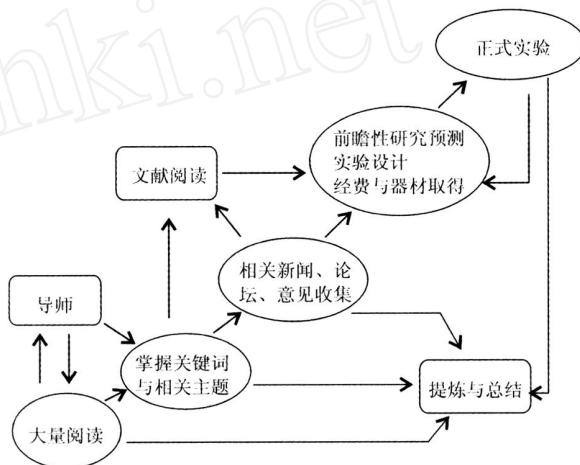 nki.net
正式实验
前瞻性研究预测
实验设计
经费与器材取得
文献阅读
相关新闻、论
坛、意见收集
导师
掌握关键词
与相关主题
提炼与总结
大量阅读